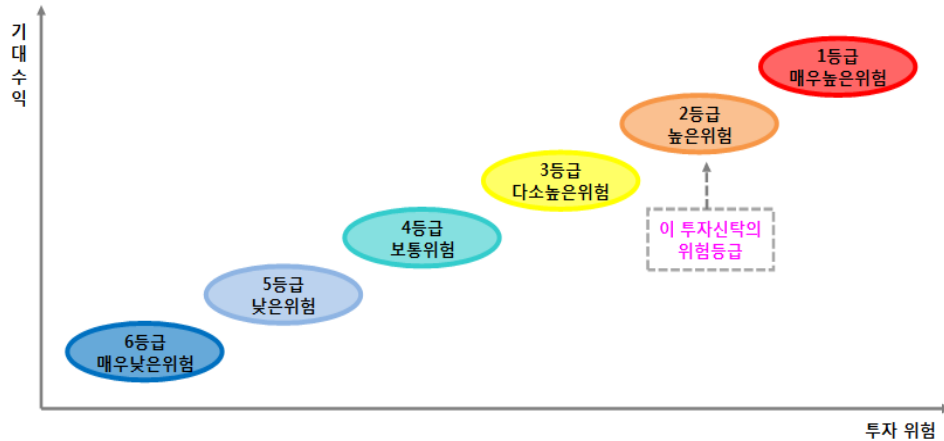 기대수익
1등급
매우높은위험
2등급
높은위험
3등급
다소높은위험
이 투자신탁의
위험등급
4등급
보통위험
5등급
낮은위험
6등급
매우낮은위험
투자 위험